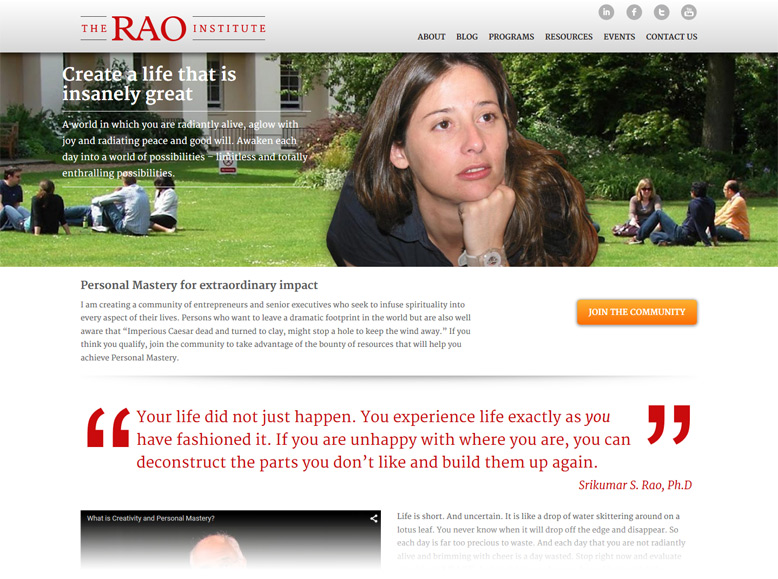 THE RAO INSTITUTE
ABOUT BLOG PROGRAMS RESOURCES EVENTS CONTACT US
Create a life that is
insanely great
A world in which you are radiantly alive, aglow with
joy and radiating peace and good will. Awaken each
day into a world of possibilities – limitless and totally
enthralling possibilities.
Personal Mastery for extraordinary impact
I am creating a community of entrepreneurs and senior executives who seek to infuse spirituality into
every aspect of their lives. Persons who want to leave a dramatic footprint in the world but are also well
aware that “Imperious Caesar dead and turned to clay, might stop a hole to keep the wind away.” If you
think you qualify, join the community to take advantage of the bounty of resources that will help you
achieve Personal Mastery.
JOIN THE COMMUNITY
“Your life did not just happen. You experience life exactly as you
have fashioned it. If you are unhappy with where you are, you can
deconstruct the parts you don’t like and build them up again.”
Srikumar S. Rao, Ph.D
What is Creativity and Personal Mastery?
Life is short. And uncertain. It is like a drop of water skittering around on a
lotus leaf. You never know when it will drop off the edge and disappear. So
each day is far too precious to waste. And each day that you are not radiantly
alive and brimming with cheer is a day wasted. Stop right now and evaluate